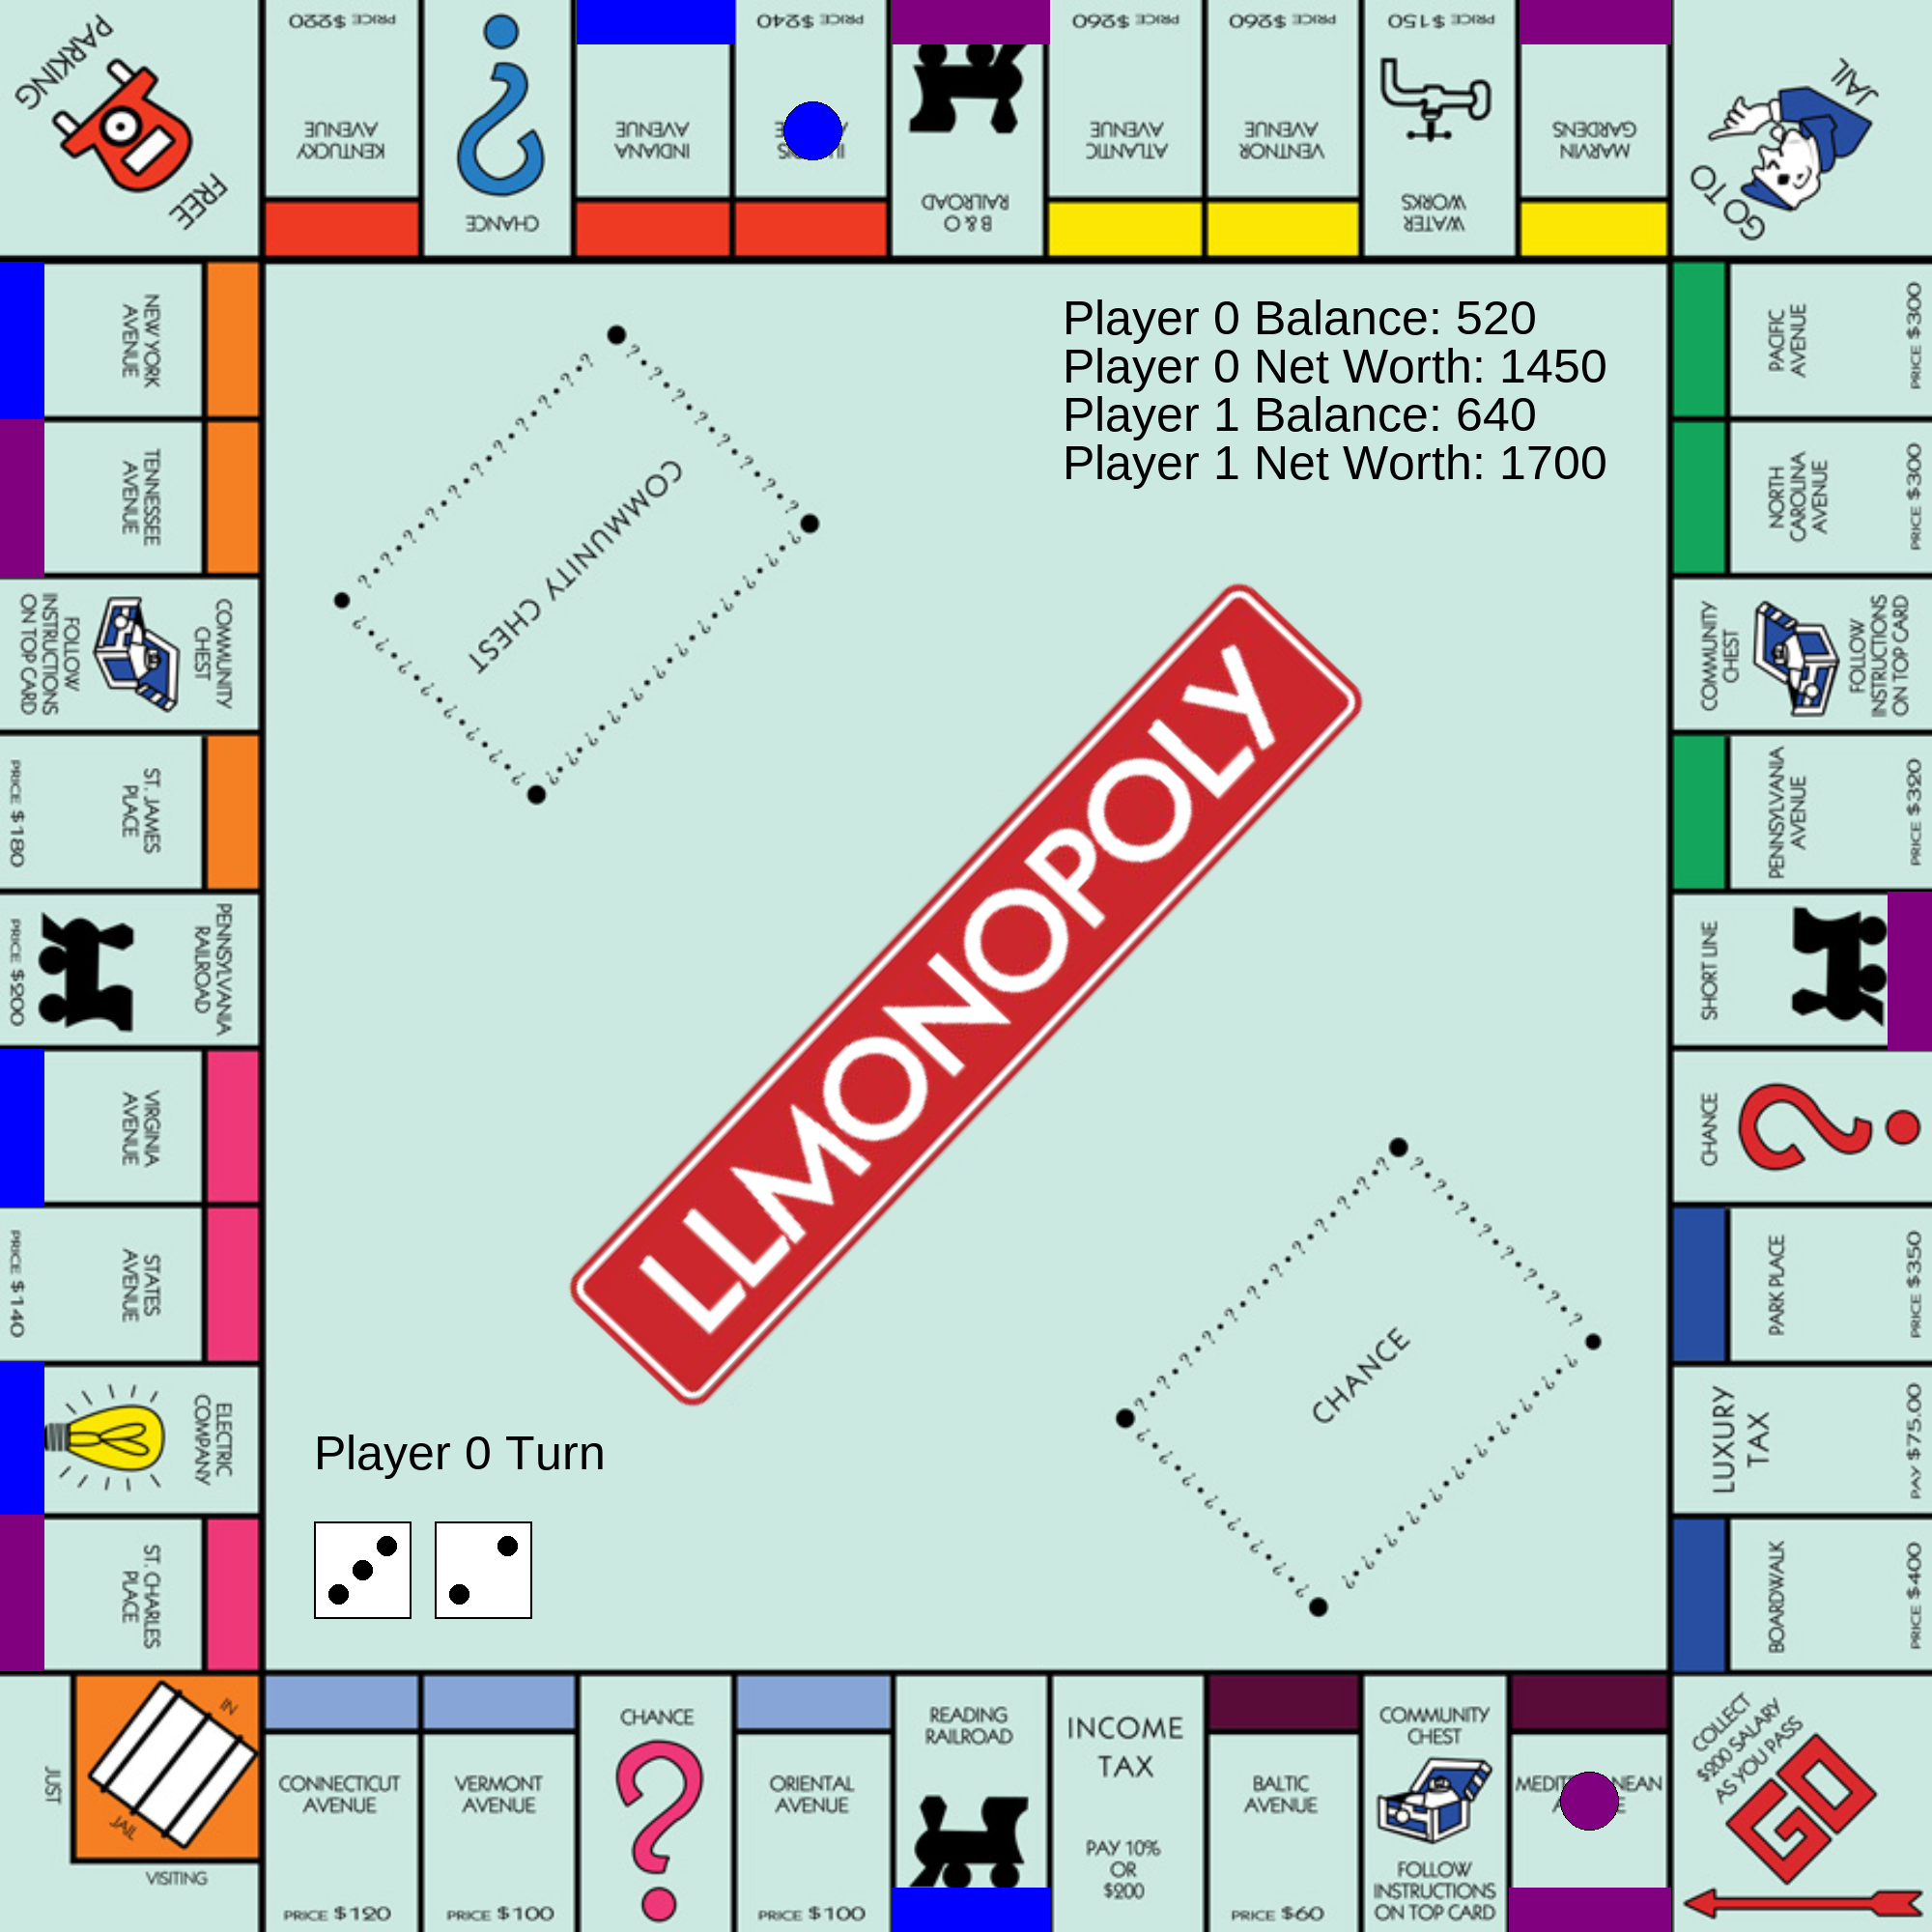 FREE
PARKING
PRICE $220
KENTUCKY
AVENUE
CHANCE
INDIANA
AVENUE
PRICE $240
B & O
RAILROAD
PRICE $260
ATLANTIC
AVENUE
PRICE $260
VENTNOR
AVENUE
PRICE $150
WATER
WORKS
MARVIN
GARDENS
GO TO
JAIL
NEW YORK
AVENUE
TENNESSEE
AVENUE
COMMUNITY
CHEST
FOLLOW
INSTRUCTIONS
ON TOP CARD
ST. JAMES
PLACE
PRICE $180
PENNSYLVANIA
RAILROAD
PRICE $200
VIRGINIA
AVENUE
STATES
AVENUE
PRICE $140
ELECTRIC
COMPANY
ST. CHARLES
PLACE
Player 0 Balance: 520
Player 0 Net Worth: 1450
Player 1 Balance: 640
Player 1 Net Worth: 1700
COMMUNITY CHEST
LLMONOPOLY
CHANCE
Player 0 Turn
PACIFIC
AVENUE
PRICE $300
NORTH
CAROLINA
AVENUE
PRICE $300
COMMUNITY
CHEST
FOLLOW
INSTRUCTIONS
ON TOP CARD
PENNSYLVANIA
AVENUE
PRICE $320
SHORT LINE
CHANCE
PARK PLACE
PRICE $350
LUXURY
TAX
PAY $75.00
BOARDWALK
PRICE $400
IN
JAIL
JUST
VISITING
CONNECTICUT
AVENUE
PRICE $120
VERMONT
AVENUE
PRICE $100
CHANCE
ORIENTAL
AVENUE
PRICE $100
READING
RAILROAD
INCOME
TAX
PAY 10%
OR
$200
BALTIC
AVENUE
PRICE $60
COMMUNITY
CHEST
FOLLOW
INSTRUCTIONS
ON TOP CARD
COLLECT
$200 SALARY
AS YOU PASS
GO